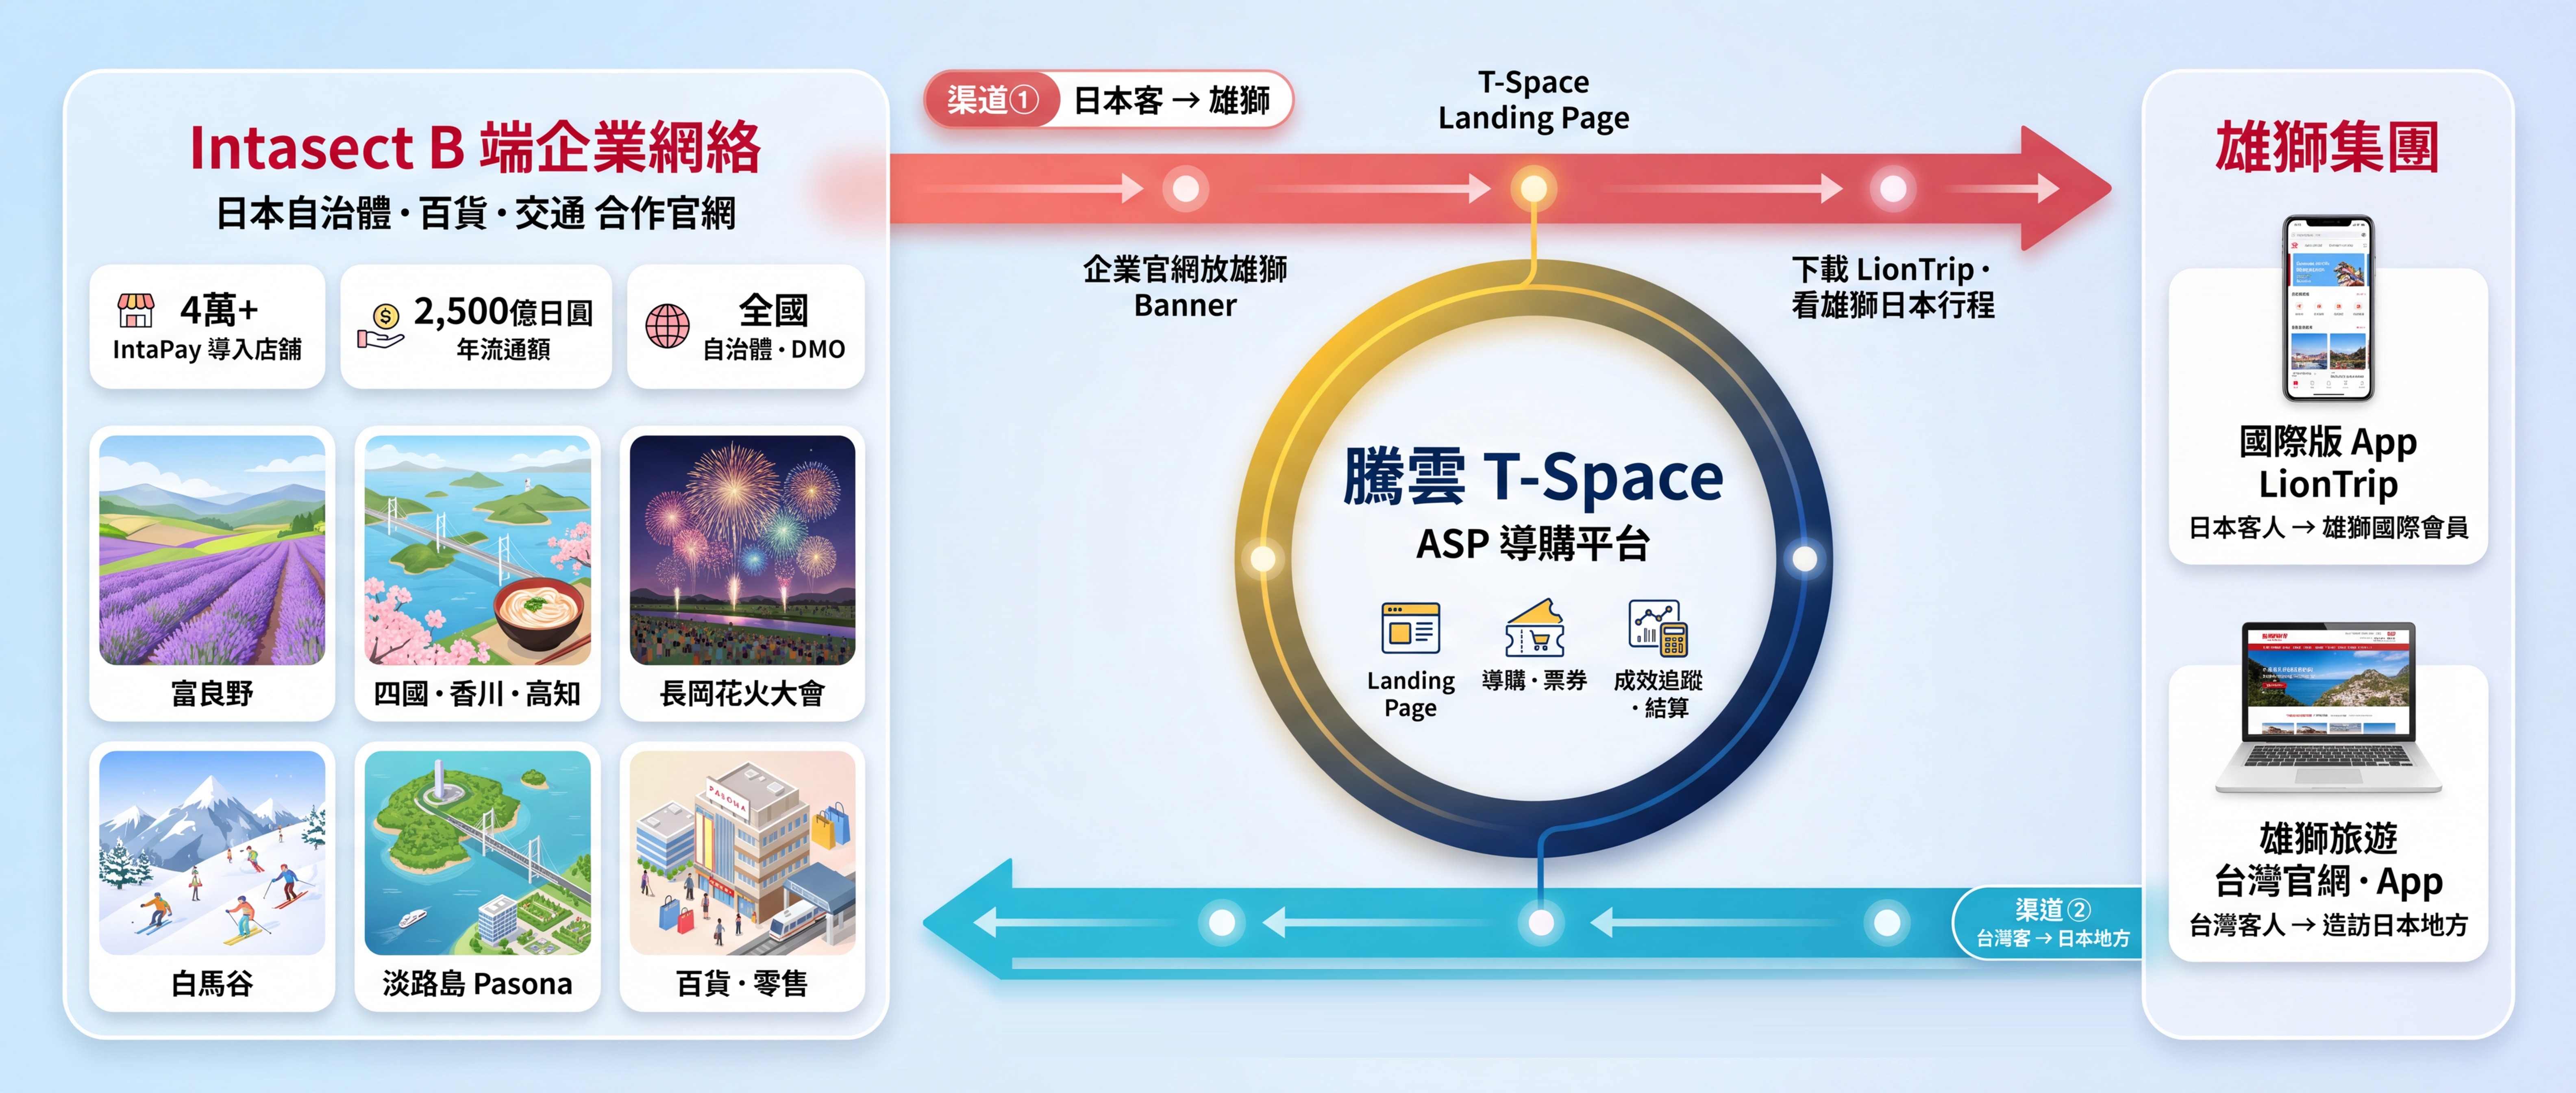 Intasect B 端企業網絡
日本自治體·百貨·交通 合作官網
4萬+
IntaPay 導入店舖
2,500億日圓
年流通額
全國
自治體·DMO
富良野
四國·香川·高知
長岡花火大會
白馬谷
PASONA
淡路島 Pasona
百貨·零售
渠道① 日本客 → 雄獅
T-Space
Landing Page
企業官網放雄獅
Banner
下載 LionTrip·
看雄獅日本行程
騰雲 T-Space
ASP 導購平台
Landing
Page
導購·票券
成效追蹤
·結算
渠道②
台灣客 → 日本地方
雄獅集團
國際版 App
LionTrip
日本客人 → 雄獅國際會員
雄獅旅遊
台灣官網·App
台灣客人 → 造訪日本地方